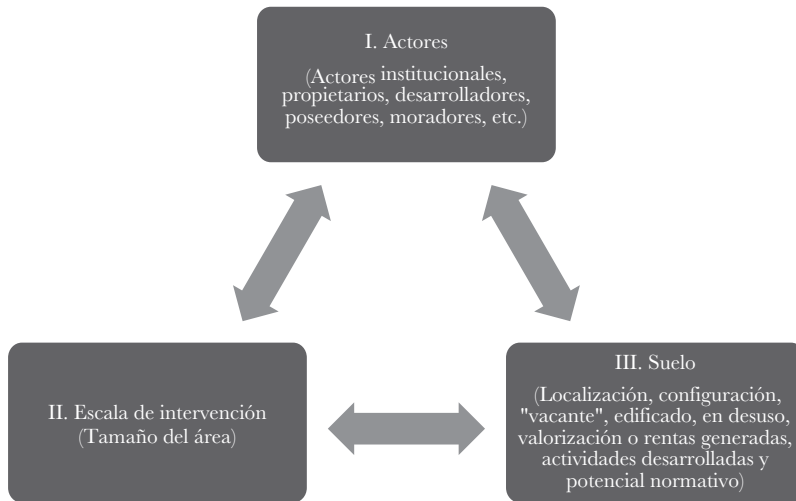 I. Actores
(Actores institucionales,
propietarios, desarrolladores,
poseedores, moradores, etc.)
II. Escala de intervención
(Tamaño del área)
III. Suelo
(Localización, configuración,
"vacante", edificado, en desuso,
valorización o rentas generadas,
actividades desarrolladas y
potencial normativo)